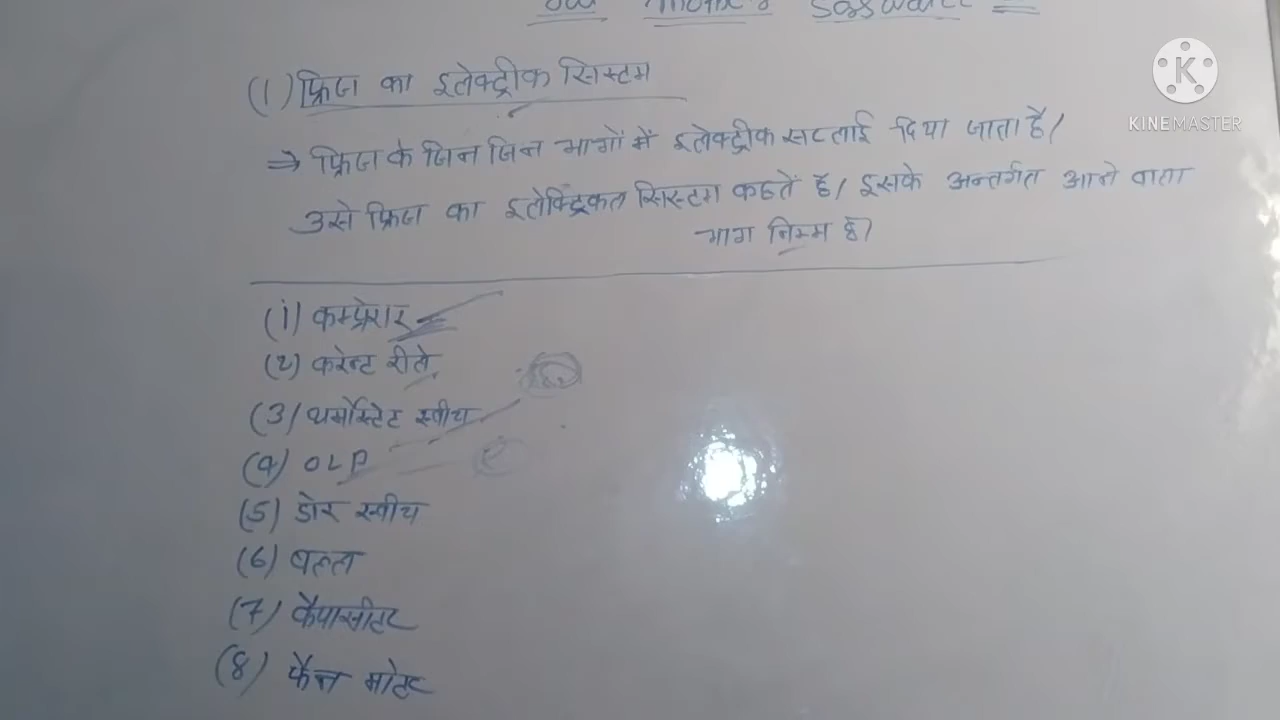 (1) फ्रिज का इलेक्ट्रीक सिस्टम
KINEMASTER
⇒ फ्रिज के जिन जिन भागों में इलेक्ट्रीक सप्लाई दिया जाता है।
उसे फ्रिज का इलेक्ट्रिकल सिस्टम कहतें हैं। इसके अन्तर्गत आने वाला
भाग निम्म है।
(1) कम्प्रेशर
(2) करेन्ट रीले
(3) थर्मोस्टेट स्वीच
(4) OLP
(5) डोर स्वीच
(6) बल्ल
(7) कैपासीटर
(8) फैन मोटर